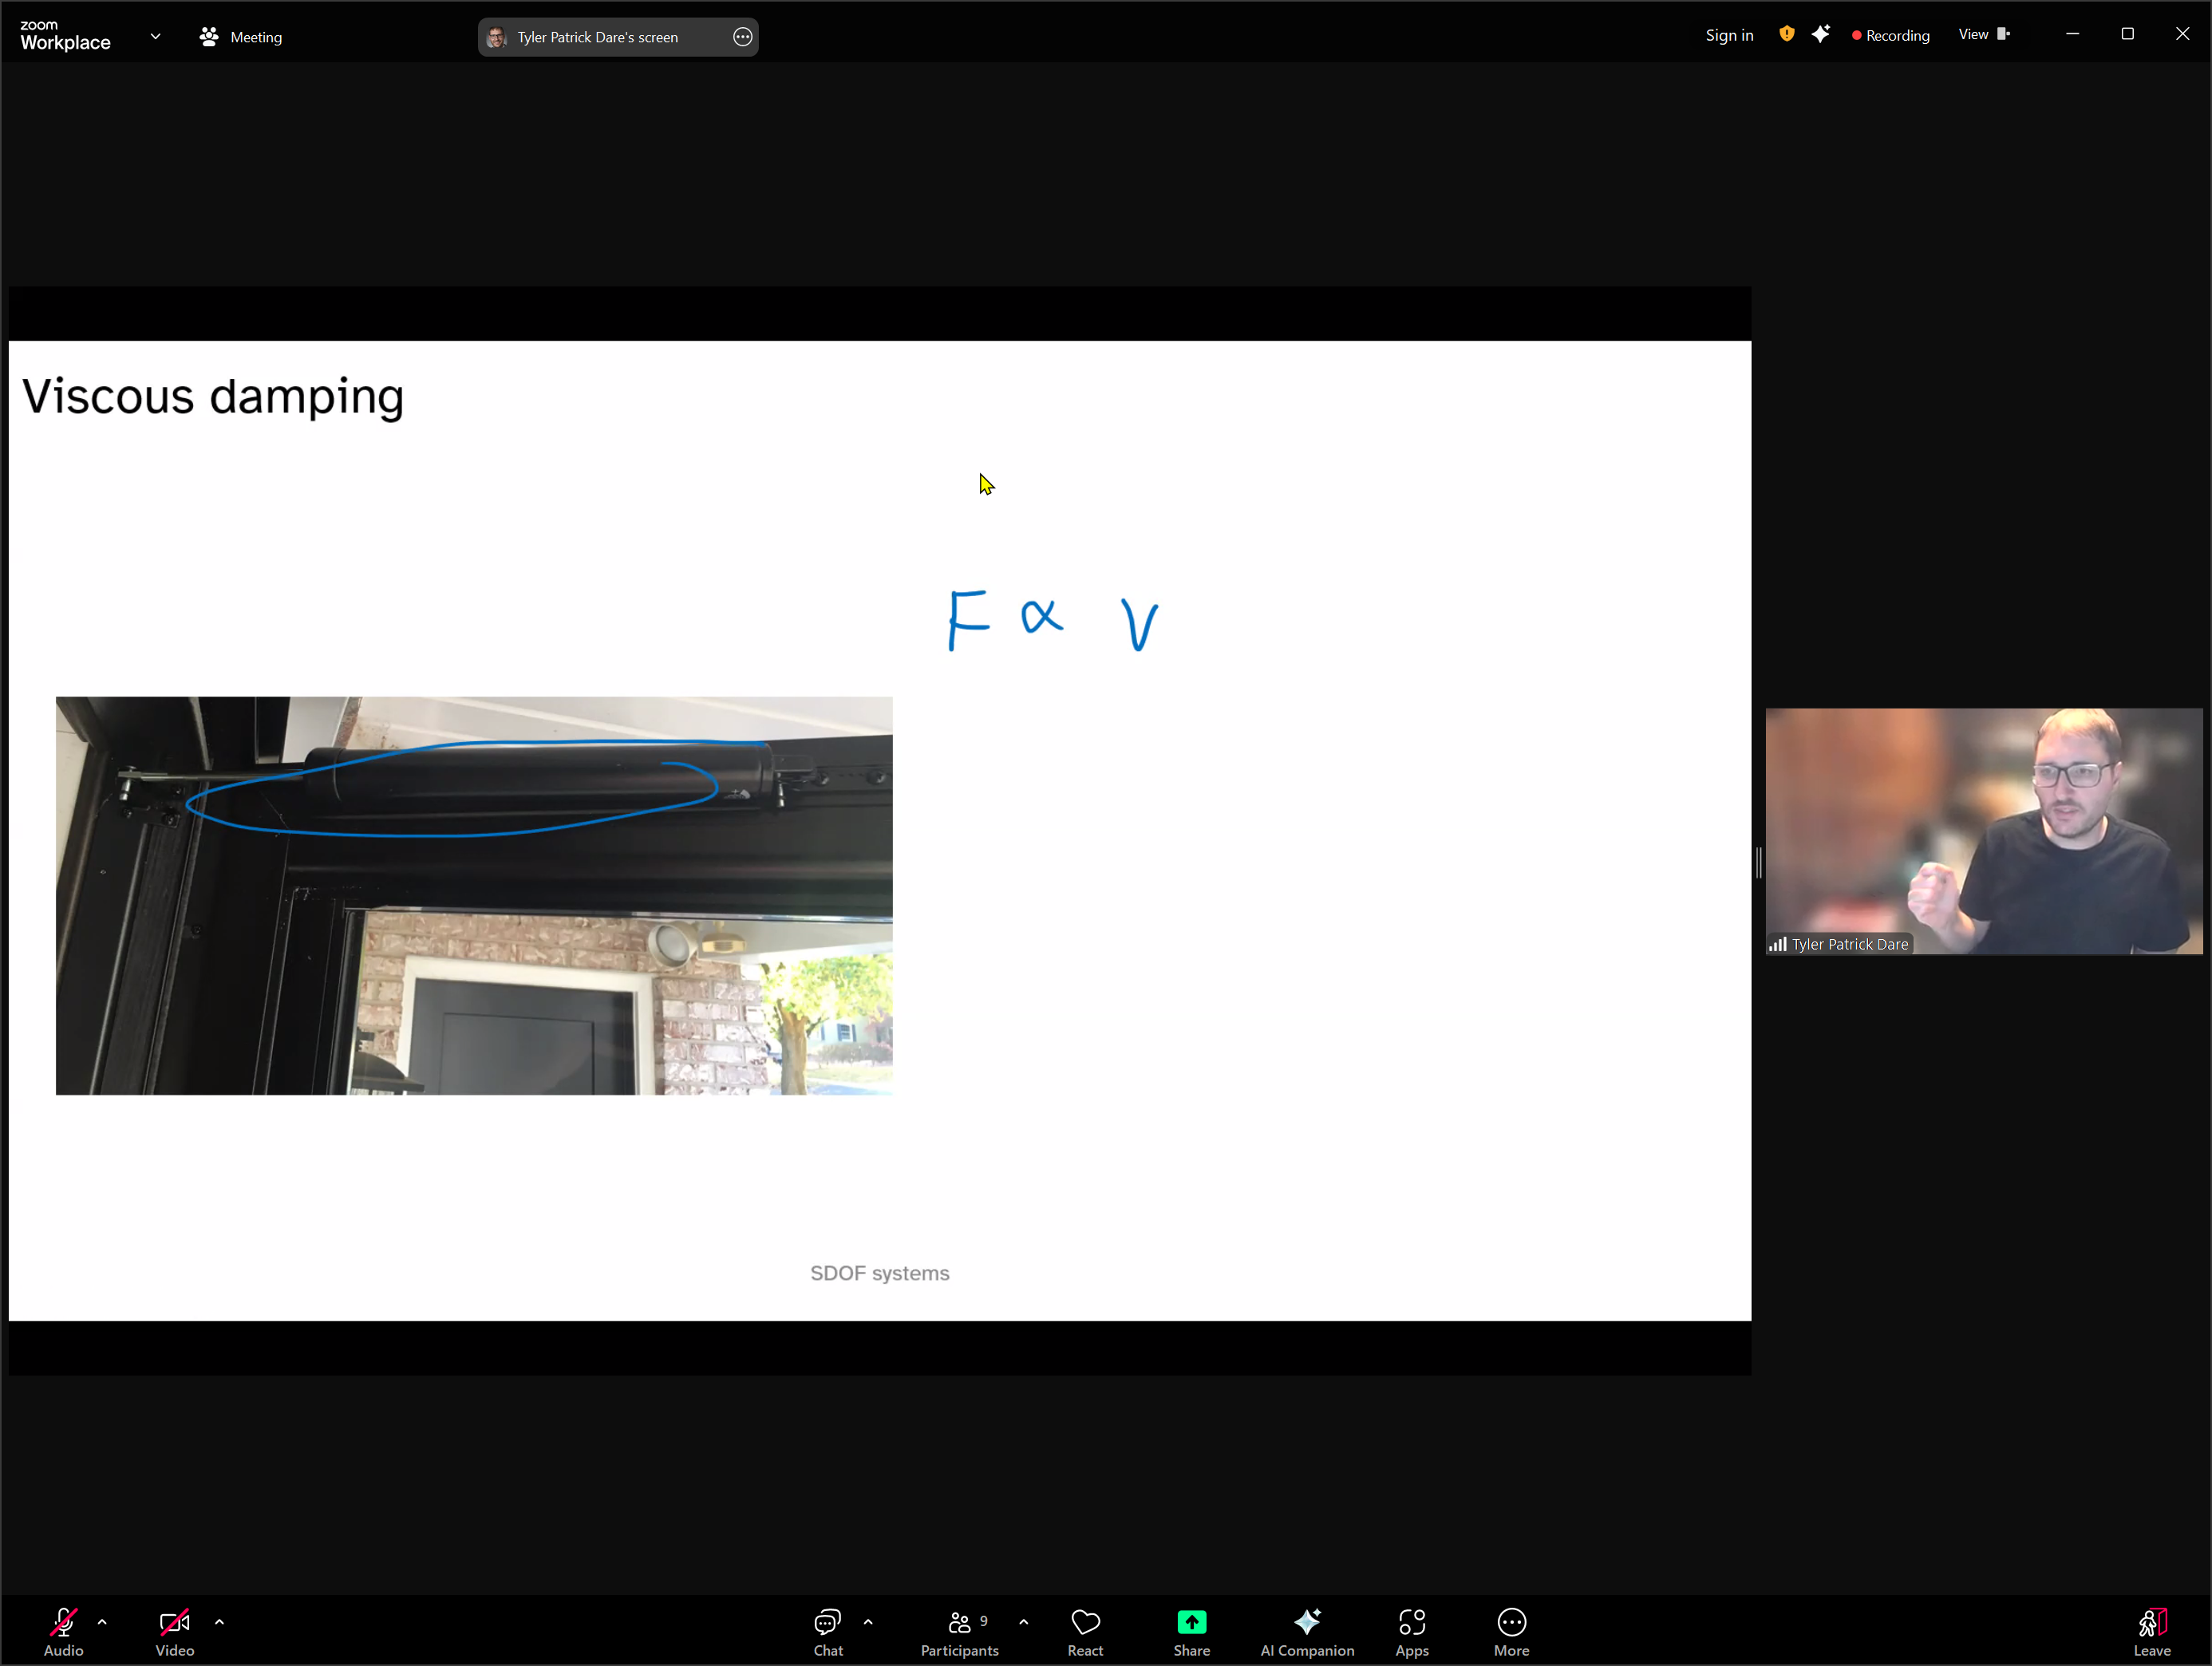 zoom
Workplace
Meeting
Tyler Patrick Dare's screen
Sign in
Recording
View
Viscous damping
F ∝ V
Tyler Patrick Dare
SDOF systems
Audio
Video
Chat
9
Participants
React
Share
AI Companion
Apps
More
Leave